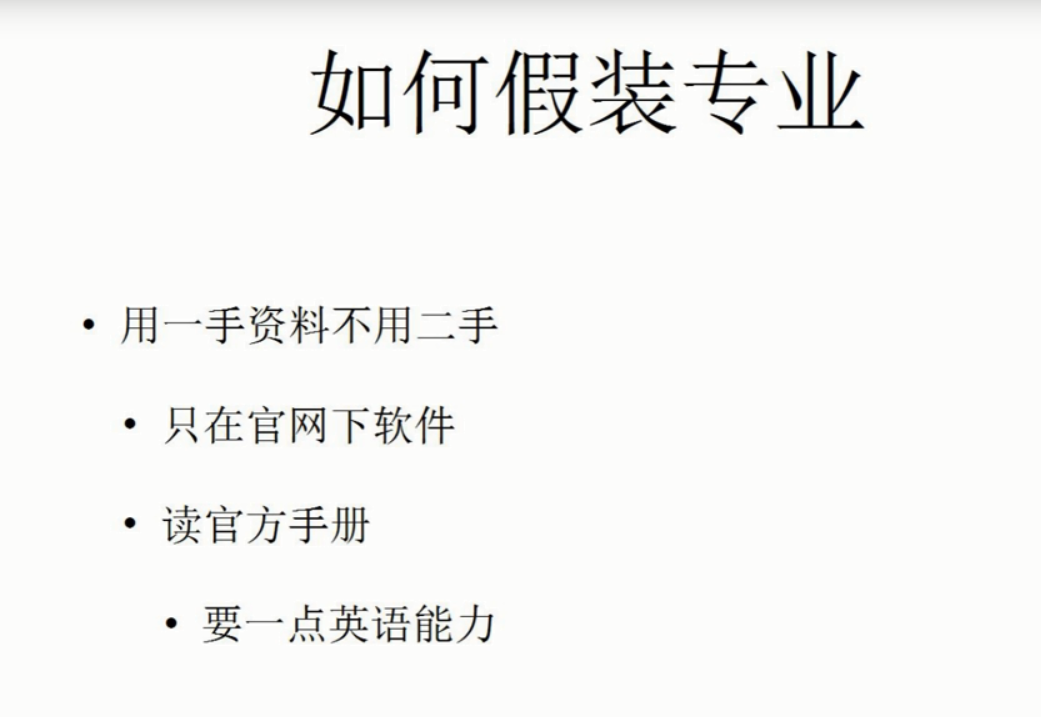 如何假装专业
• 用一手资料不用二手
• 只在官网下软件
• 读官方手册
• 要一点英语能力